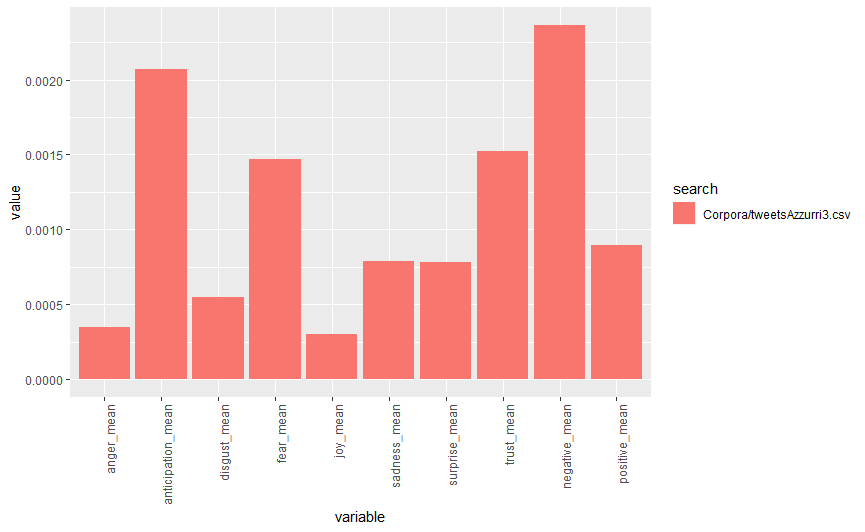 value
0.0020
0.0015
0.0010
0.0005
0.0000
anger_mean
anticipation_mean
disgust_mean
fear_mean
joy_mean
sadness_mean
surprise_mean
trust_mean
negative_mean
positive_mean
variable
search
Corpora/tweetsAzzurri3.csv